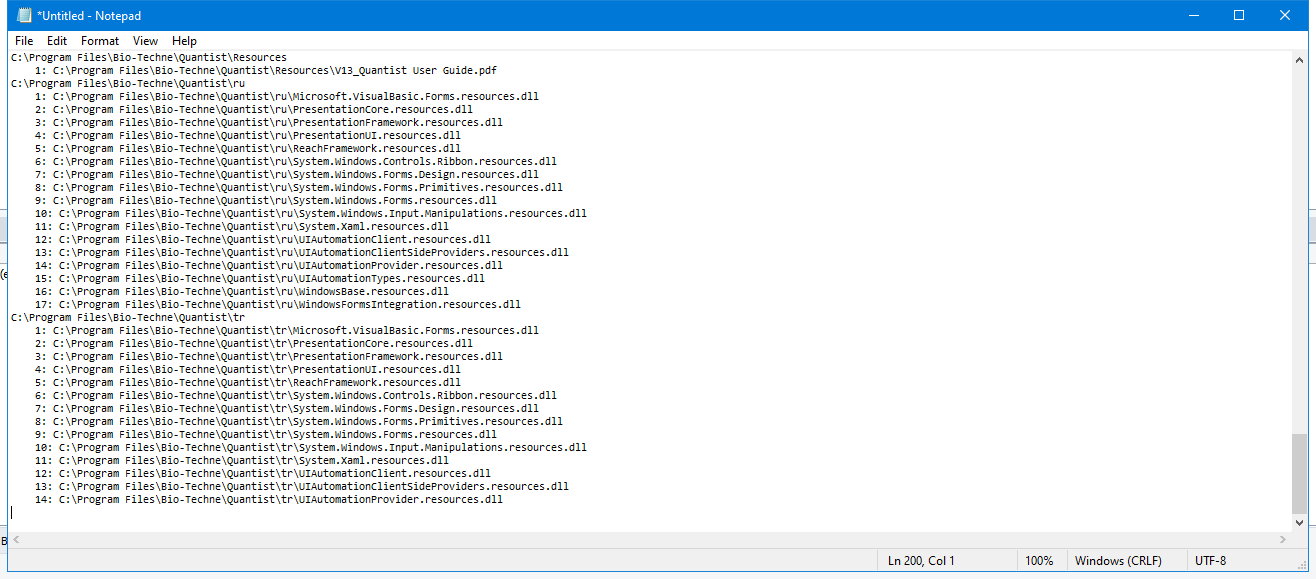 *Untitled - Notepad
File Edit Format View Help
C:\Program Files\Bio-Techne\Quantist\Resources
1: C:\Program Files\Bio-Techne\Quantist\Resources\V13_Quantist User Guide.pdf
C:\Program Files\Bio-Techne\Quantist\ru
1: C:\Program Files\Bio-Techne\Quantist\ru\Microsoft.VisualBasic.Forms.resources.dll
2: C:\Program Files\Bio-Techne\Quantist\ru\PresentationCore.resources.dll
3: C:\Program Files\Bio-Techne\Quantist\ru\PresentationFramework.resources.dll
4: C:\Program Files\Bio-Techne\Quantist\ru\PresentationUI.resources.dll
5: C:\Program Files\Bio-Techne\Quantist\ru\ReachFramework.resources.dll
6: C:\Program Files\Bio-Techne\Quantist\ru\System.Windows.Controls.Ribbon.resources.dll
7: C:\Program Files\Bio-Techne\Quantist\ru\System.Windows.Forms.Design.resources.dll
8: C:\Program Files\Bio-Techne\Quantist\ru\System.Windows.Forms.Primitives.resources.dll
9: C:\Program Files\Bio-Techne\Quantist\ru\System.Windows.Forms.resources.dll
10: C:\Program Files\Bio-Techne\Quantist\ru\System.Windows.Input.Manipulations.resources.dll
11: C:\Program Files\Bio-Techne\Quantist\ru\System.Xaml.resources.dll
12: C:\Program Files\Bio-Techne\Quantist\ru\UIAutomationClient.resources.dll
13: C:\Program Files\Bio-Techne\Quantist\ru\UIAutomationClientSideProviders.resources.dll
14: C:\Program Files\Bio-Techne\Quantist\ru\UIAutomationProvider.resources.dll
15: C:\Program Files\Bio-Techne\Quantist\ru\UIAutomationTypes.resources.dll
16: C:\Program Files\Bio-Techne\Quantist\ru\WindowsBase.resources.dll
17: C:\Program Files\Bio-Techne\Quantist\ru\WindowsFormsIntegration.resources.dll
C:\Program Files\Bio-Techne\Quantist\tr
1: C:\Program Files\Bio-Techne\Quantist\tr\Microsoft.VisualBasic.Forms.resources.dll
2: C:\Program Files\Bio-Techne\Quantist\tr\PresentationCore.resources.dll
3: C:\Program Files\Bio-Techne\Quantist\tr\PresentationFramework.resources.dll
4: C:\Program Files\Bio-Techne\Quantist\tr\PresentationUI.resources.dll
5: C:\Program Files\Bio-Techne\Quantist\tr\ReachFramework.resources.dll
6: C:\Program Files\Bio-Techne\Quantist\tr\System.Windows.Controls.Ribbon.resources.dll
7: C:\Program Files\Bio-Techne\Quantist\tr\System.Windows.Forms.Design.resources.dll
8: C:\Program Files\Bio-Techne\Quantist\tr\System.Windows.Forms.Primitives.resources.dll
9: C:\Program Files\Bio-Techne\Quantist\tr\System.Windows.Forms.resources.dll
10: C:\Program Files\Bio-Techne\Quantist\tr\System.Windows.Input.Manipulations.resources.dll
11: C:\Program Files\Bio-Techne\Quantist\tr\System.Xaml.resources.dll
12: C:\Program Files\Bio-Techne\Quantist\tr\UIAutomationClient.resources.dll
13: C:\Program Files\Bio-Techne\Quantist\tr\UIAutomationClientSideProviders.resources.dll
14: C:\Program Files\Bio-Techne\Quantist\tr\UIAutomationProvider.resources.dll
Ln 200, Col 1 100% Windows (CRLF) UTF-8